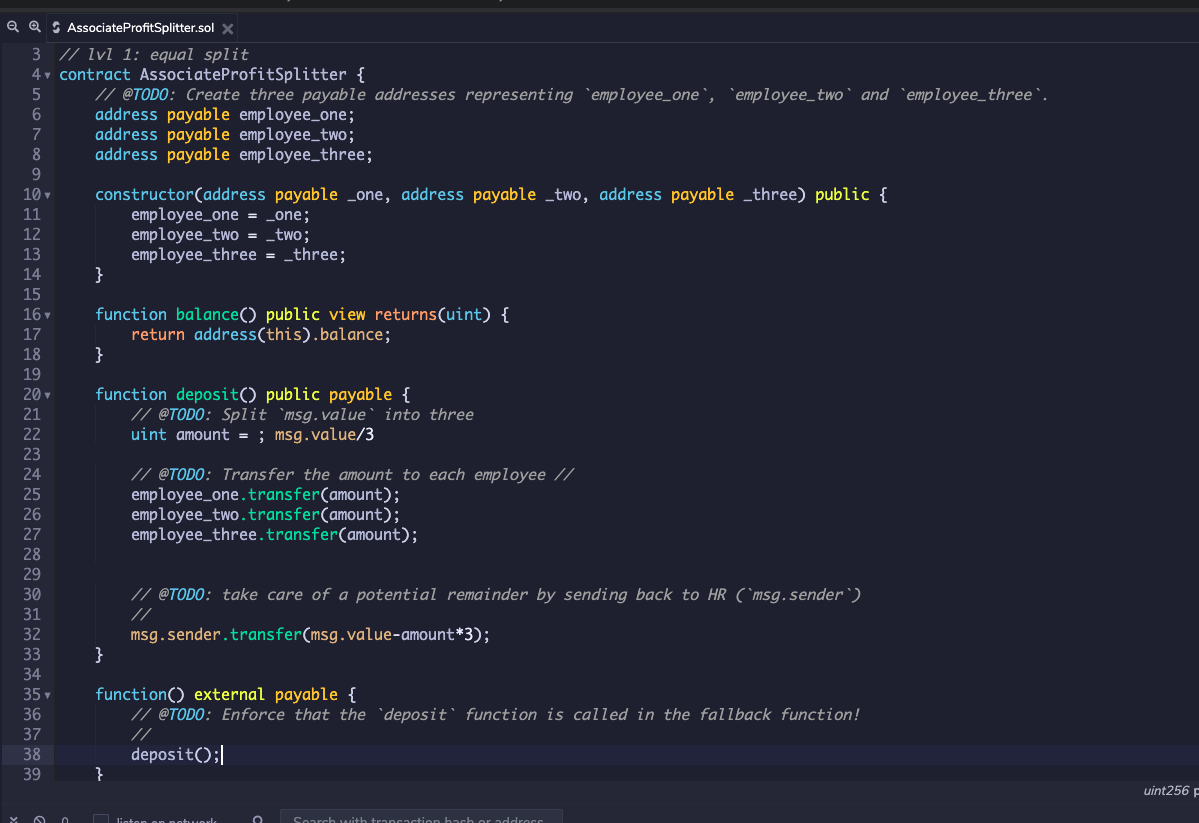 AssociateProfitSplitter.sol
3 // lvl 1: equal split
4 contract AssociateProfitSplitter {
5 // @TODO: Create three payable addresses representing `employee_one`, `employee_two` and `employee_three`.
6 address payable employee_one;
7 address payable employee_two;
8 address payable employee_three;
9
10 constructor(address payable _one, address payable _two, address payable _three) public {
11 employee_one = _one;
12 employee_two = _two;
13 employee_three = _three;
14 }
15
16 function balance() public view returns(uint) {
17 return address(this).balance;
18 }
19
20 function deposit() public payable {
21 // @TODO: Split `msg.value` into three
22 uint amount = ; msg.value/3
23
24 // @TODO: Transfer the amount to each employee //
25 employee_one.transfer(amount);
26 employee_two.transfer(amount);
27 employee_three.transfer(amount);
28
29
30 // @TODO: take care of a potential remainder by sending back to HR (`msg.sender`)
31 //
32 msg.sender.transfer(msg.value-amount*3);
33 }
34
35 function() external payable {
36 // @TODO: Enforce that the `deposit` function is called in the fallback function!
37 //
38 deposit();
39 }
uint256 p
0 listen on network Search with transaction hash or address